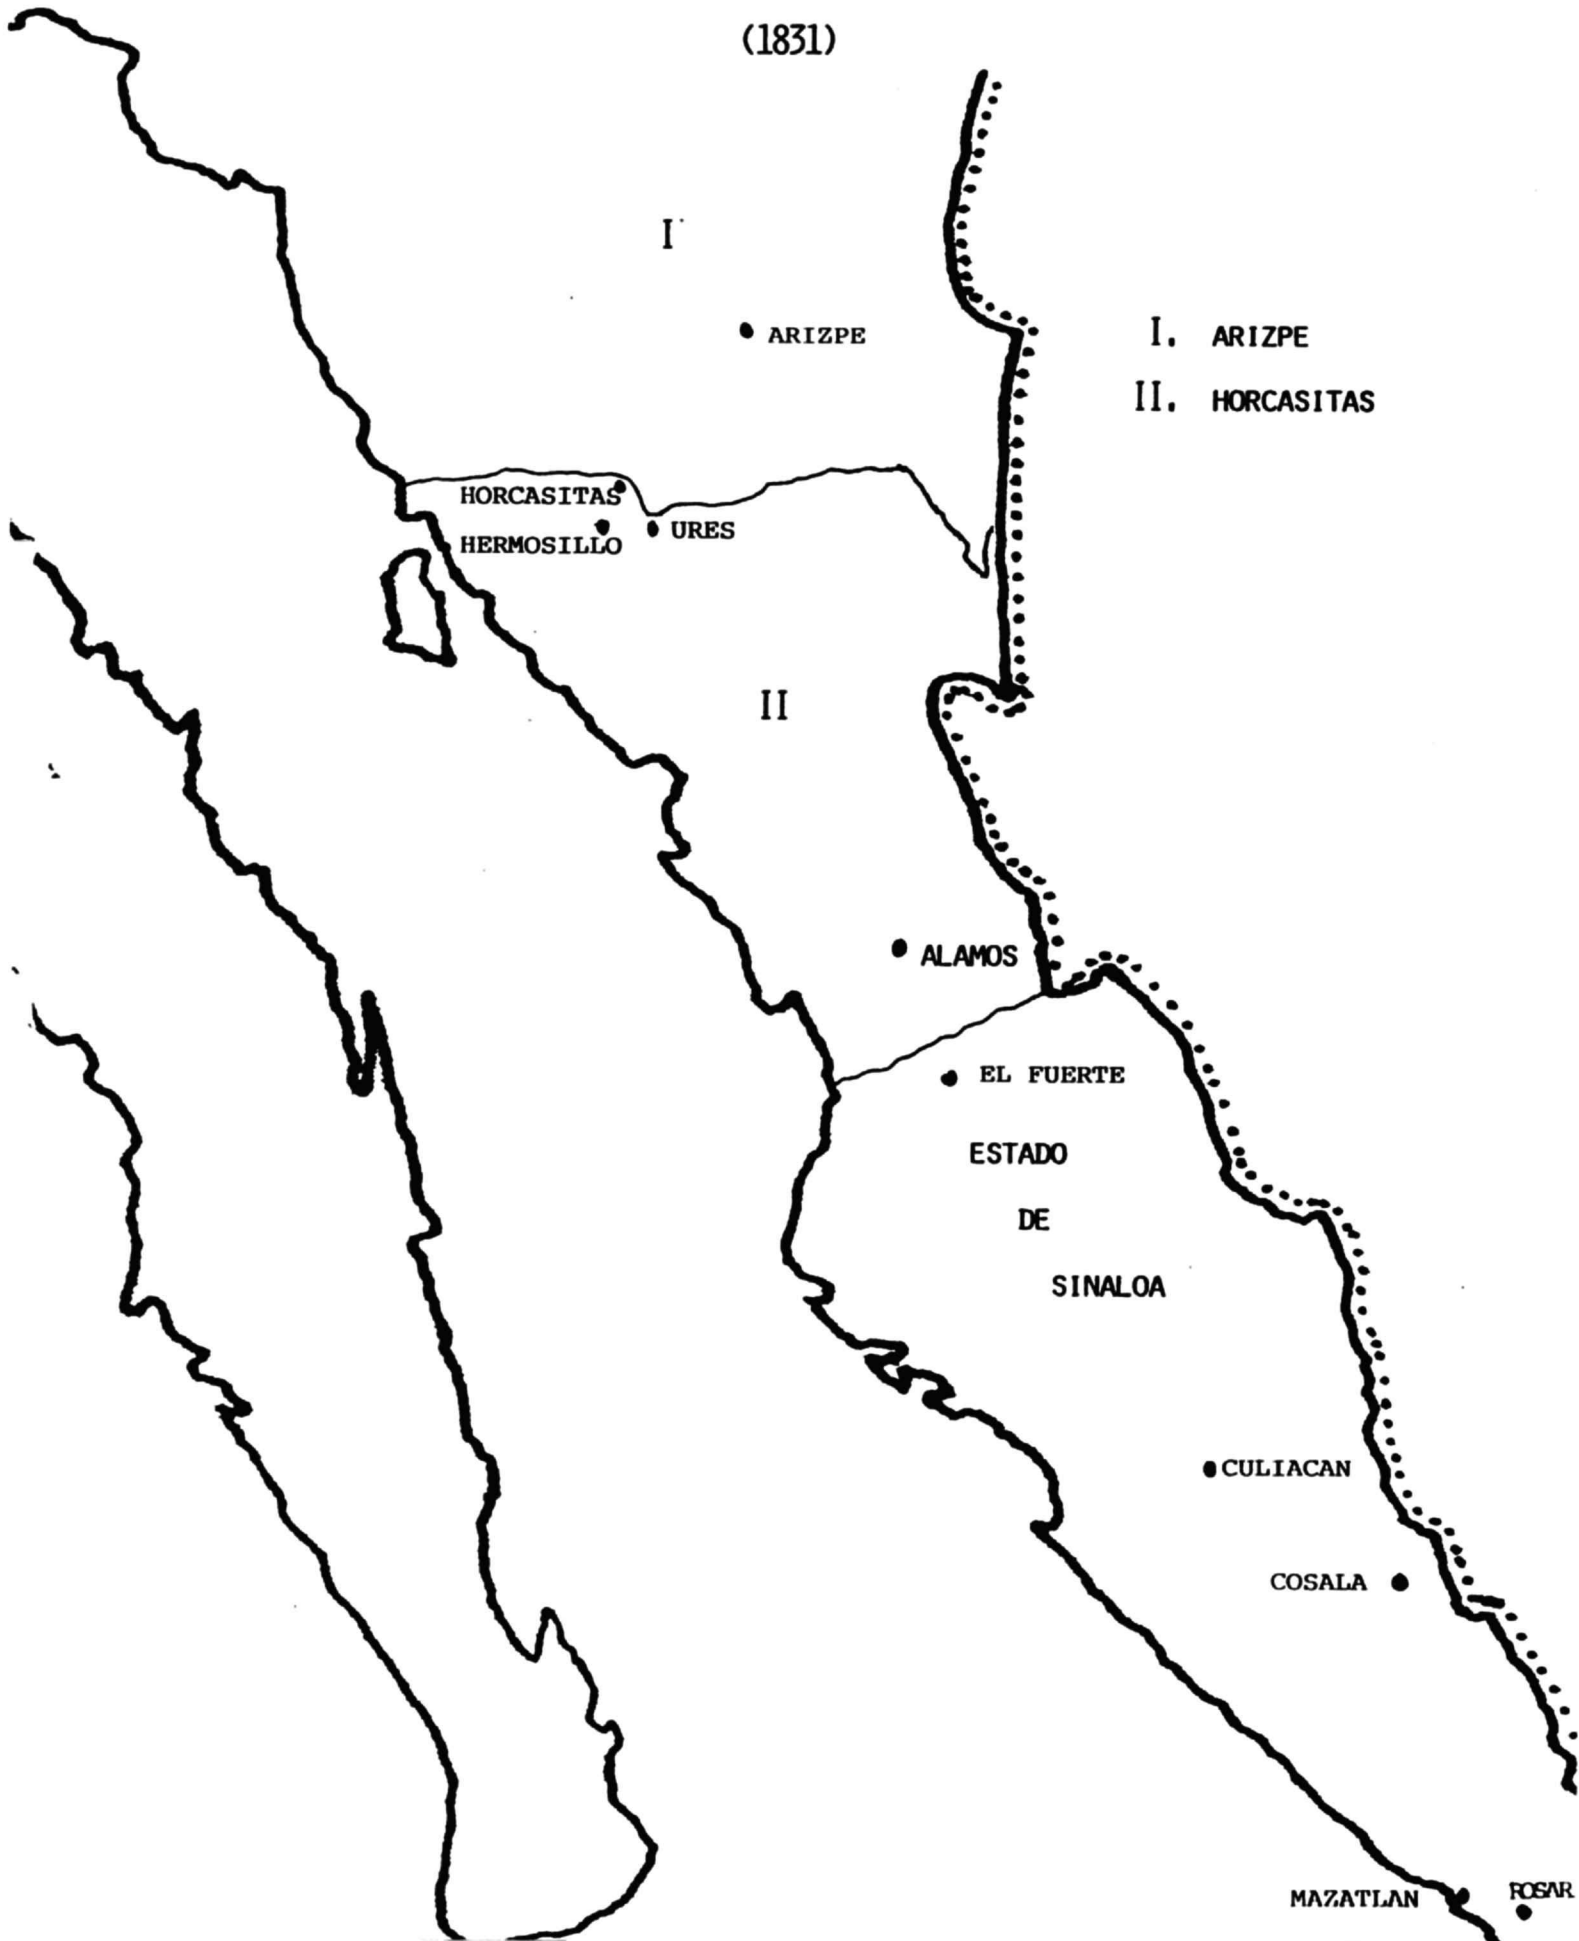 (1831)
I
ARIZPE
I. ARIZPE
II. HORCASITAS
HORCASITAS
URES
HERMOSILLO
II
ALAMOS
EL FUERTE
ESTADO
DE
SINALOA
CULIACAN
COSALA
MAZATLAN
ROSAR